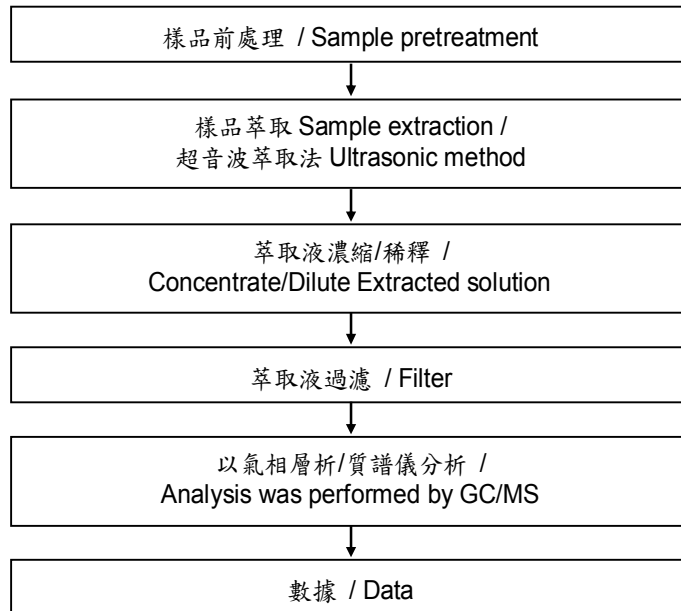 樣品前處理 / Sample pretreatment
樣品萃取 Sample extraction /
超音波萃取法 Ultrasonic method
萃取液濃縮/稀釋 /
Concentrate/Dilute Extracted solution
萃取液過濾 / Filter
以氣相層析/質譜儀分析 /
Analysis was performed by GC/MS
數據 / Data